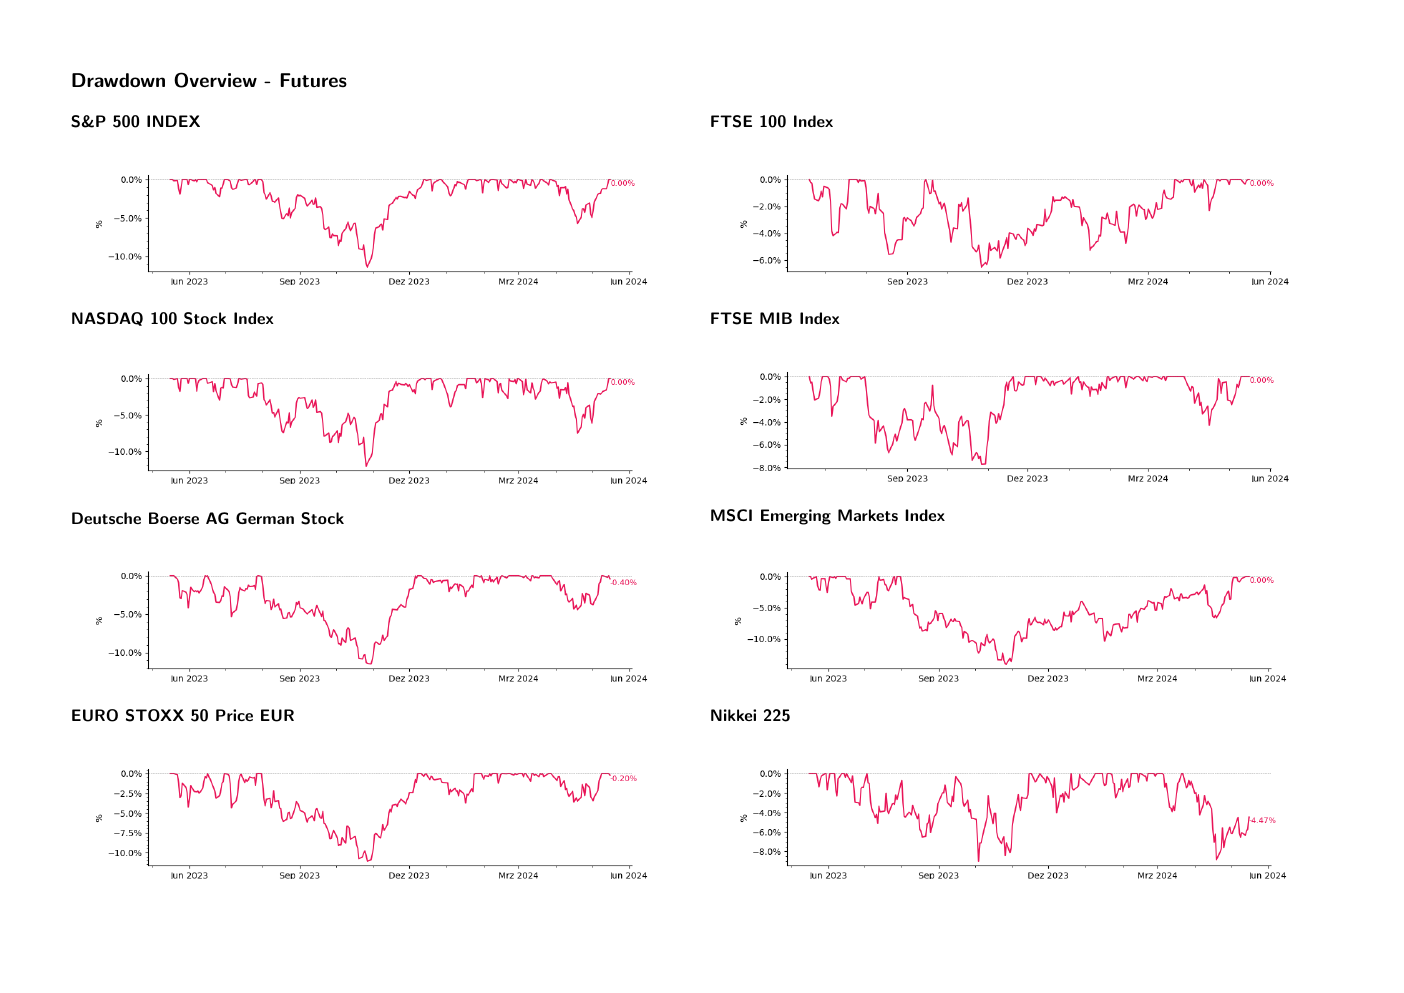 Drawdown Overview - Futures
S&P 500 INDEX
0.0%
−5.0%
−10.0%
%
0.00%
Jun 2023 Sep 2023 Dez 2023 Mrz 2024 Jun 2024
NASDAQ 100 Stock Index
0.0%
−5.0%
−10.0%
%
0.00%
Jun 2023 Sep 2023 Dez 2023 Mrz 2024 Jun 2024
Deutsche Boerse AG German Stock
0.0%
−5.0%
−10.0%
%
-0.40%
Jun 2023 Sep 2023 Dez 2023 Mrz 2024 Jun 2024
EURO STOXX 50 Price EUR
0.0%
−2.5%
−5.0%
−7.5%
−10.0%
%
-0.20%
Jun 2023 Sep 2023 Dez 2023 Mrz 2024 Jun 2024
FTSE 100 Index
0.0%
−2.0%
−4.0%
−6.0%
%
0.00%
Sep 2023 Dez 2023 Mrz 2024 Jun 2024
FTSE MIB Index
0.0%
−2.0%
−4.0%
−6.0%
−8.0%
%
0.00%
Sep 2023 Dez 2023 Mrz 2024 Jun 2024
MSCI Emerging Markets Index
0.0%
−5.0%
−10.0%
%
0.00%
Jun 2023 Sep 2023 Dez 2023 Mrz 2024 Jun 2024
Nikkei 225
0.0%
−2.0%
−4.0%
−6.0%
−8.0%
%
-4.47%
Jun 2023 Sep 2023 Dez 2023 Mrz 2024 Jun 2024